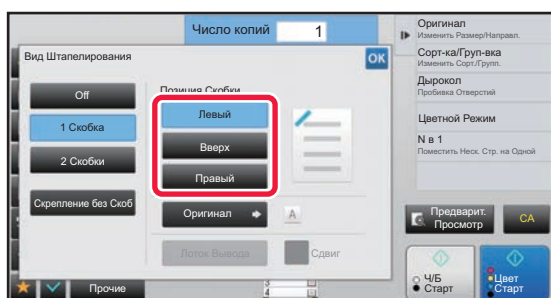 Число копий 1
Вид Штапелирования
OK
Off
1 Скобка
2 Скобки
Скрепление без Скоб
Позиция Скобки
Левый
Вверх
Правый
Оригинал
A
Лоток Вывода
Сдвиг
Прочие
3
4
Оригинал
Изменить Размер/Направл.
Сорт-ка/Груп-вка
Изменить Сорт./Групп.
Дырокол
Пробивка Отверстий
Цветной Режим
N в 1
Поместить Неск. Стр. на Одной
Предварит.
Просмотр
CA
Ч/Б
Старт
Цвет
Старт